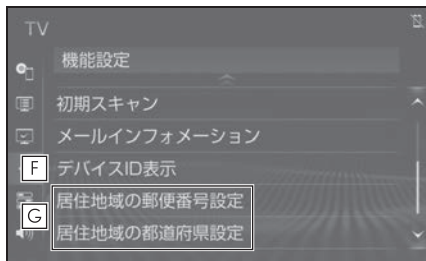 TV
機能設定
初期スキャン
メールインフォメーション
F
デバイスID表示
G
居住地域の郵便番号設定
居住地域の都道府県設定